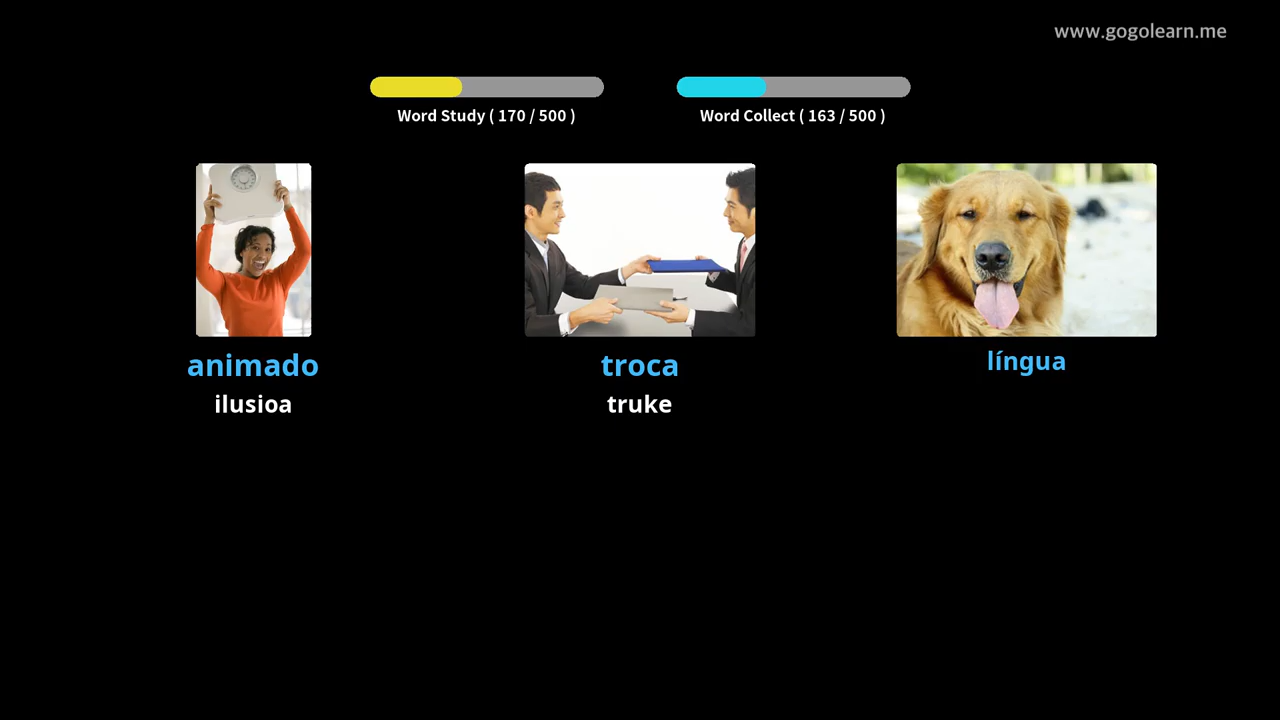 www.gogolearn.me
Word Study ( 170 / 500 )
Word Collect ( 163 / 500 )
animado
troca
língua
ilusioa
truke